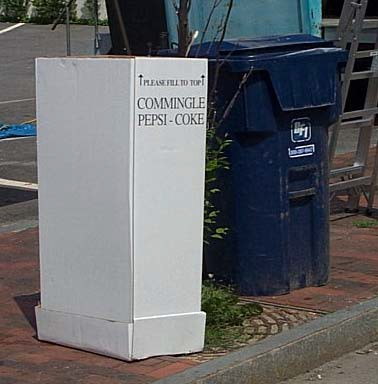 ↑PLEASE FILL TO TOP↑
COMMINGLE
PEPSI - COKE